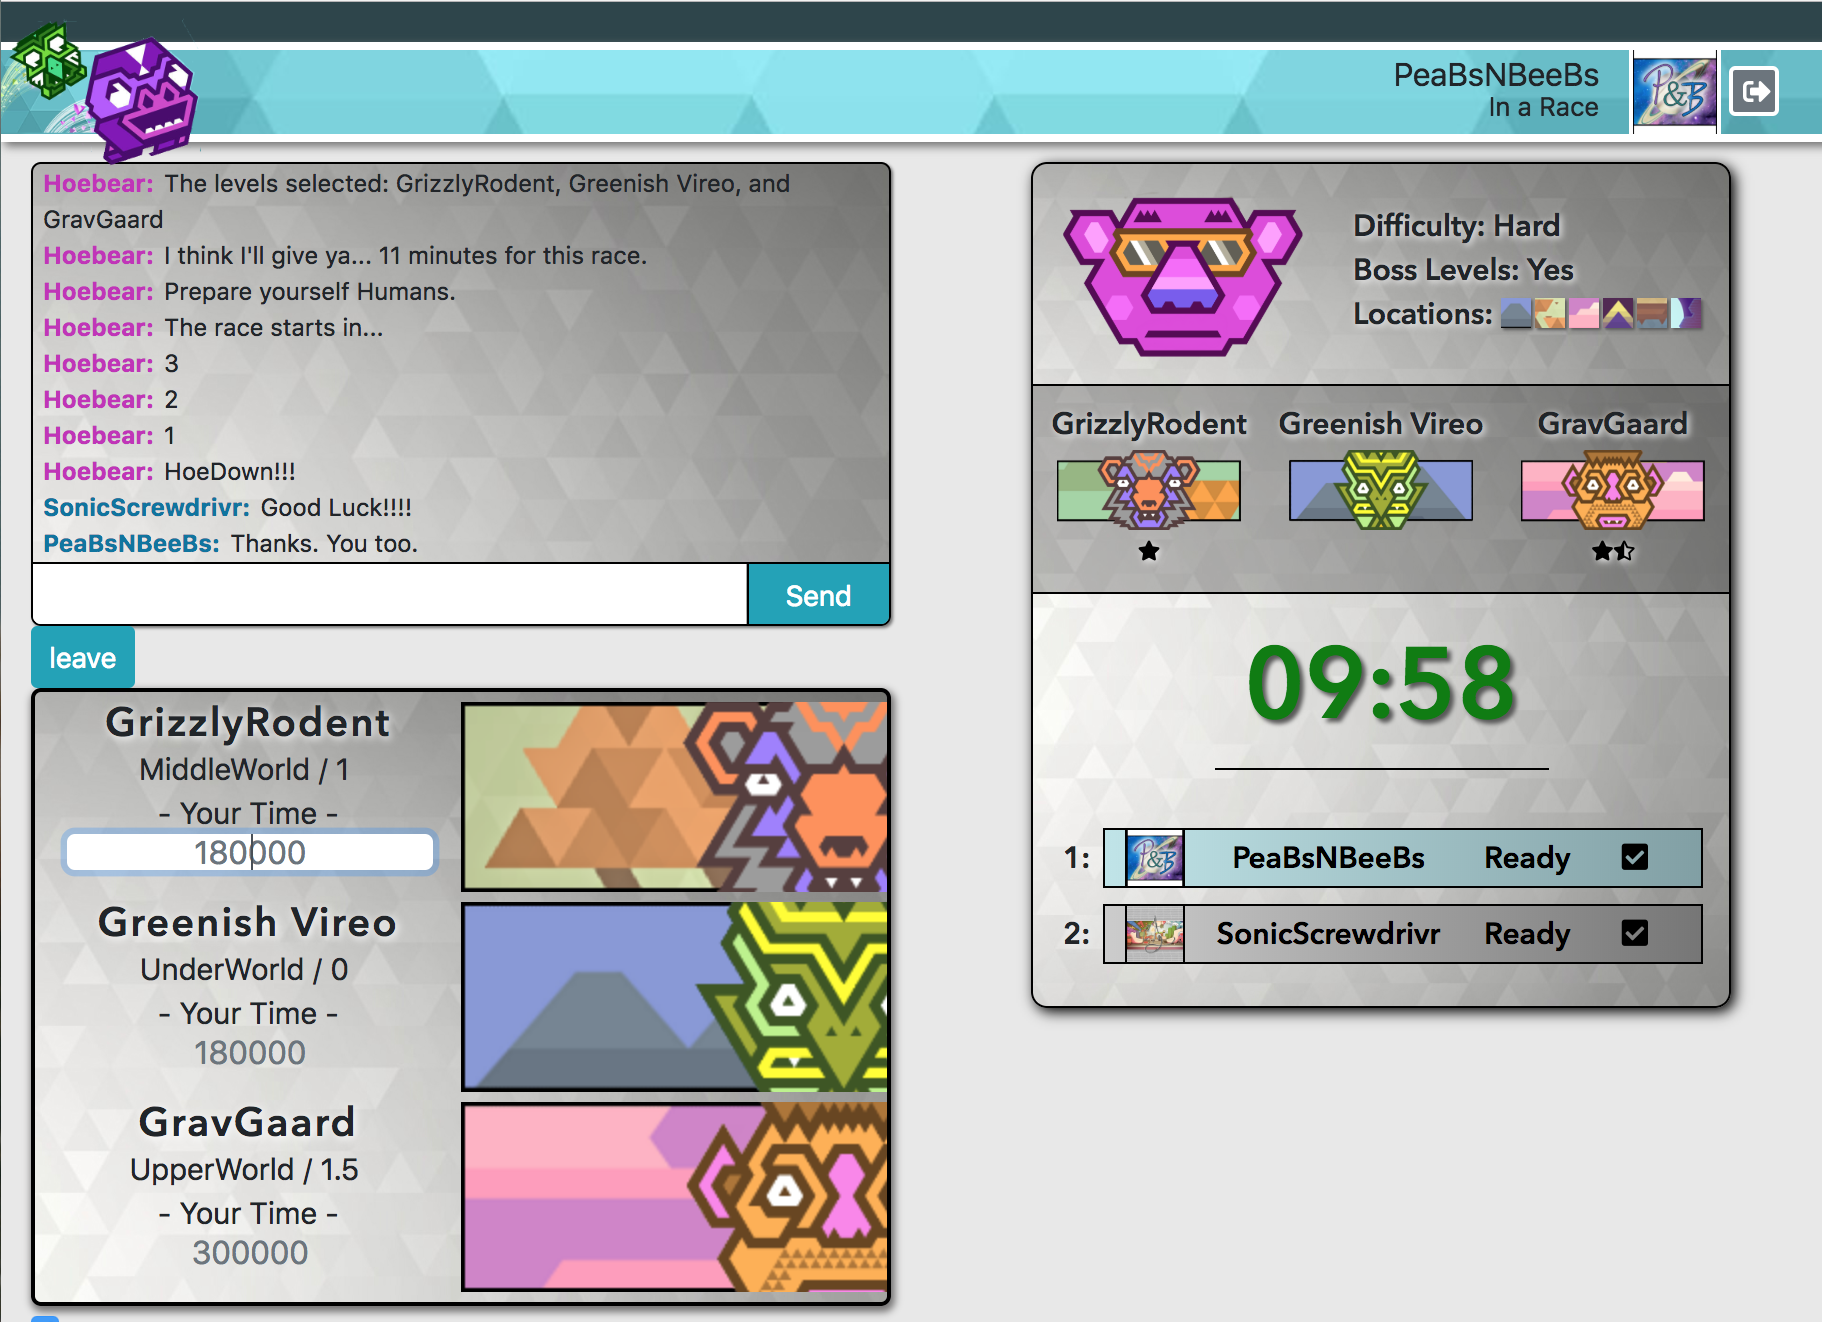 PeaBsNBeeBs
In a Race
P&B
Hoebear: The levels selected: GrizzlyRodent, Greenish Vireo, and
GravGaard
Hoebear: I think I'll give ya... 11 minutes for this race.
Hoebear: Prepare yourself Humans.
Hoebear: The race starts in...
Hoebear: 3
Hoebear: 2
Hoebear: 1
Hoebear: HoeDown!!!
SonicScrewdrivr: Good Luck!!!!
PeaBsNBeeBs: Thanks. You too.
Send
leave
GrizzlyRodent
MiddleWorld / 1
- Your Time -
180000
Greenish Vireo
UnderWorld / 0
- Your Time -
180000
GravGaard
UpperWorld / 1.5
- Your Time -
300000
Difficulty: Hard
Boss Levels: Yes
Locations:
GrizzlyRodent Greenish Vireo GravGaard
09:58
1: P&B PeaBsNBeeBs Ready
2: SonicScrewdrivr Ready